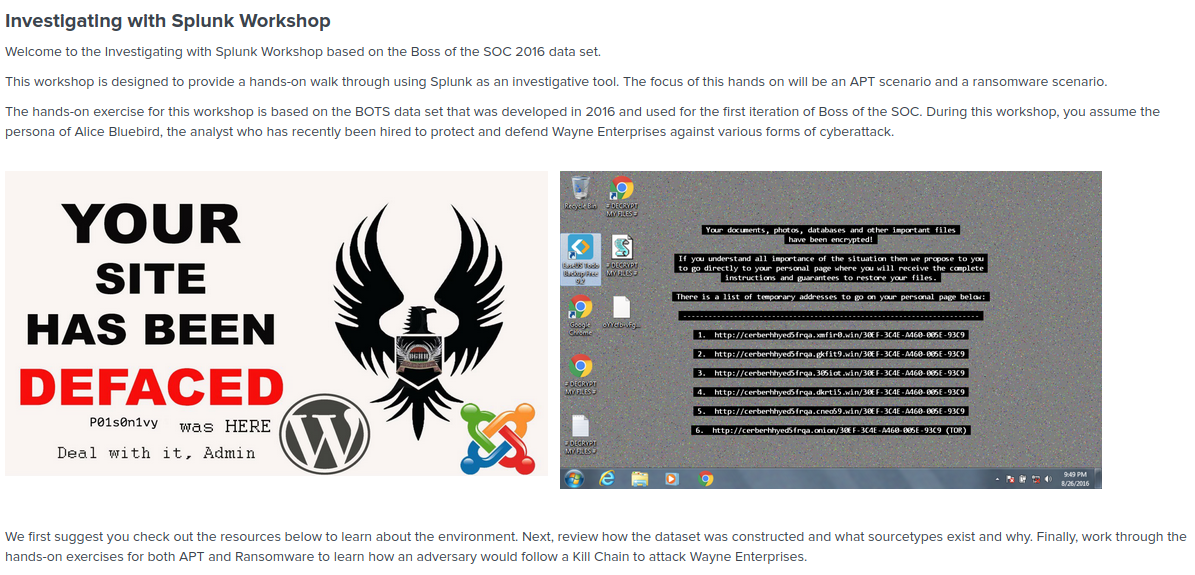 Investigating with Splunk Workshop
Welcome to the Investigating with Splunk Workshop based on the Boss of the SOC 2016 data set.
This workshop is designed to provide a hands-on walk through using Splunk as an investigative tool. The focus of this hands on will be an APT scenario and a ransomware scenario.
The hands-on exercise for this workshop is based on the BOTS data set that was developed in 2016 and used for the first iteration of Boss of the SOC. During this workshop, you assume the
persona of Alice Bluebird, the analyst who has recently been hired to protect and defend Wayne Enterprises against various forms of cyberattack.
YOUR
SITE
HAS BEEN
DEFACED
P01s0n1vy was HERE
Deal with it, Admin
Recycle Bin
# DECRYPT
MY FILES #
EaseUS Todo
Backup Free
9.2
# DECRYPT
MY FILES #
Google
Chrome
# DECRYPT
MY FILES #
# DECRYPT
MY FILES #
Your documents, photos, databases and other important files
have been encrypted!
If you understand all importance of the situation then we propose to you
to go directly to your personal page where you will receive the complete
instructions and guarantees to restore your files.
There is a list of temporary addresses to go on your personal page below:
1. http://cerberhhyed5frqa.xmfir0.win/30EF-3C4E-A460-005E-93C9
2. http://cerberhhyed5frqa.gkfit9.win/30EF-3C4E-A460-005E-93C9
3. http://cerberhhyed5frqa.305iot.win/30EF-3C4E-A460-005E-93C9
4. http://cerberhhyed5frqa.dkrti5.win/30EF-3C4E-A460-005E-93C9
5. http://cerberhhyed5frqa.cneo59.win/30EF-3C4E-A460-005E-93C9
6. http://cerberhhyed5frqa.onion/30EF-3C4E-A460-005E-93C9 (TOR)
9:49 PM
8/26/2016
We first suggest you check out the resources below to learn about the environment. Next, review how the dataset was constructed and what sourcetypes exist and why. Finally, work through the
hands-on exercises for both APT and Ransomware to learn how an adversary would follow a Kill Chain to attack Wayne Enterprises.